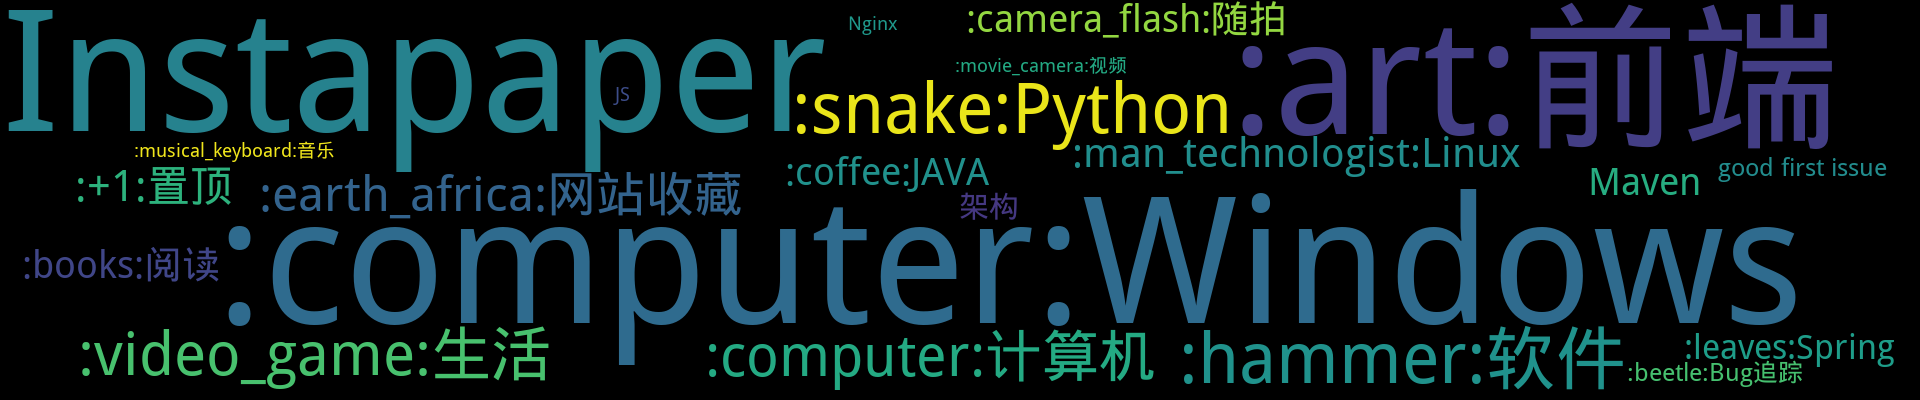 Instapaper
Nginx
:camera_flash:随拍
:art:前端
:movie_camera:视频
JS
:snake:Python
:musical_keyboard:音乐
:man_technologist:Linux
:+1:置顶
:earth_africa:网站收藏
:coffee:JAVA
架构
Maven
good first issue
:books:阅读
:computer:Windows
:video_game:生活
:computer:计算机
:hammer:软件
:leaves:Spring
:beetle:Bug追踪